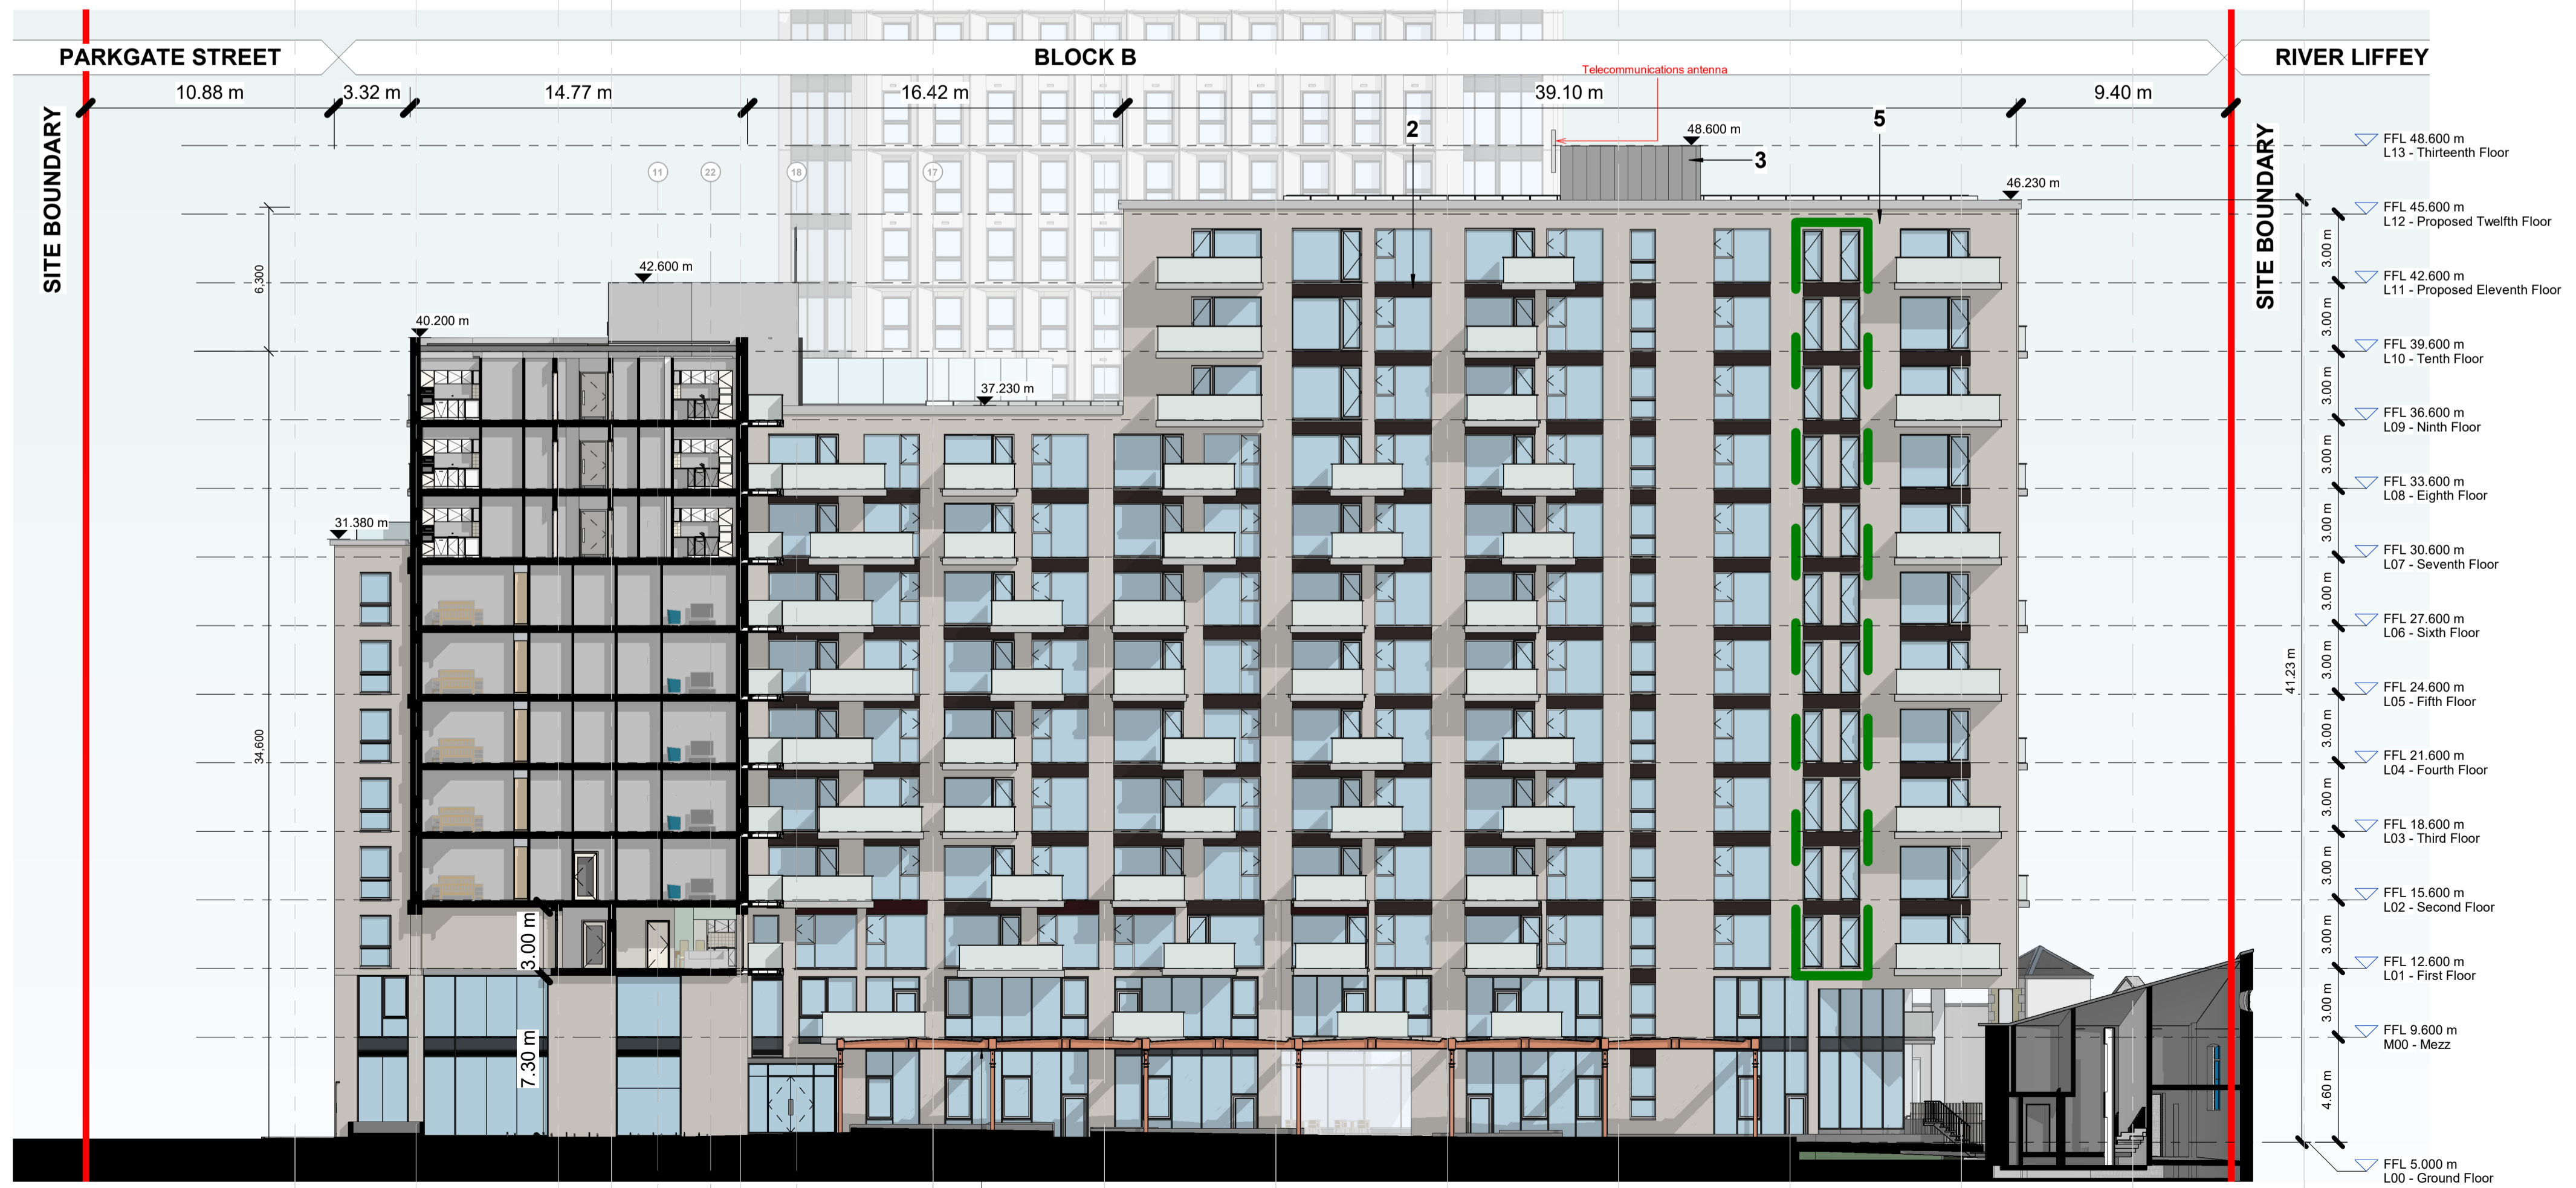 PARKGATE STREET
BLOCK B
RIVER LIFFEY
Telecommunications antenna
10.88 m
3.32 m
14.77 m
16.42 m
39.10 m
9.40 m
SITE BOUNDARY
SITE BOUNDARY
2
5
3
48.600 m
46.230 m
11
22
18
17
42.600 m
40.200 m
37.230 m
31.380 m
6,300
34,600
3.00 m
7.30 m
41.23 m
3.00 m
3.00 m
3.00 m
3.00 m
3.00 m
3.00 m
3.00 m
3.00 m
3.00 m
3.00 m
3.00 m
3.00 m
4.660 m
FFL 48.600 m
L13 - Thirteenth Floor
FFL 45.600 m
L12 - Proposed Twelfth Floor
FFL 42.600 m
L11 - Proposed Eleventh Floor
FFL 39.600 m
L10 - Tenth Floor
FFL 36.600 m
L09 - Ninth Floor
FFL 33.600 m
L08 - Eighth Floor
FFL 30.600 m
L07 - Seventh Floor
FFL 27.600 m
L06 - Sixth Floor
FFL 24.600 m
L05 - Fifth Floor
FFL 21.600 m
L04 - Fourth Floor
FFL 18.600 m
L03 - Third Floor
FFL 15.600 m
L02 - Second Floor
FFL 12.600 m
L01 - First Floor
FFL 9.600 m
M00 - Mezz
FFL 5.000 m
L00 - Ground Floor